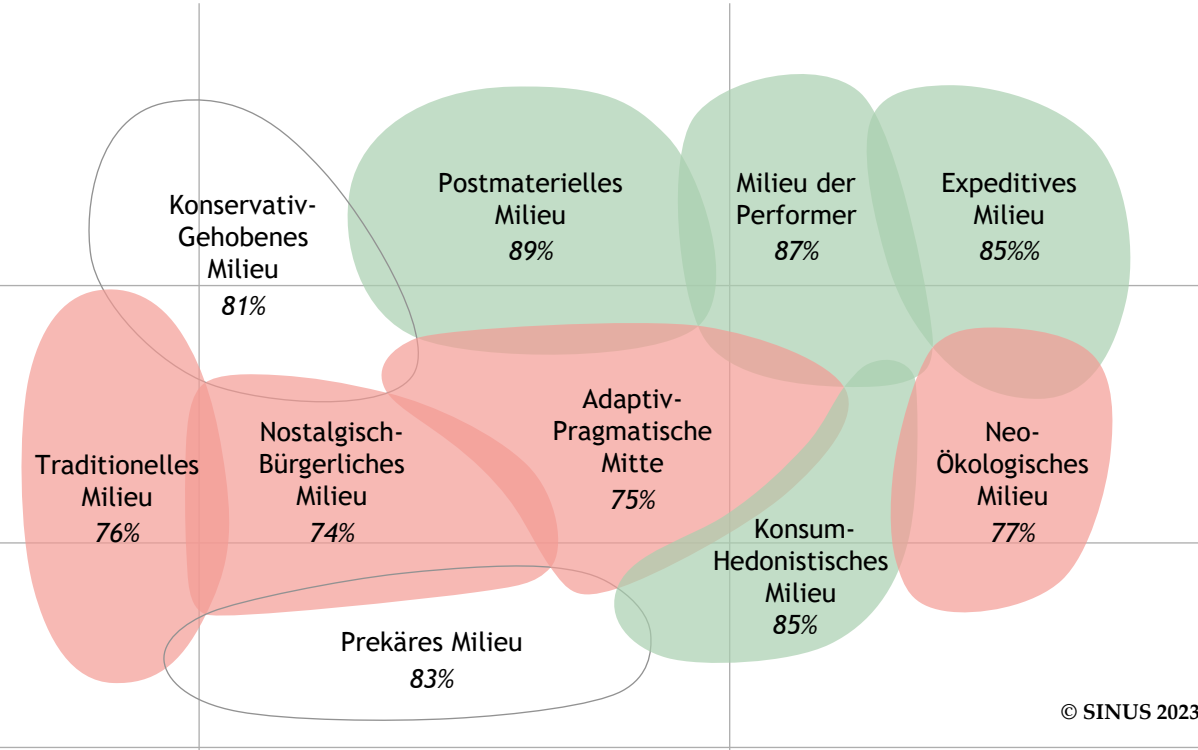 Konservativ-
Gehobenes
Milieu
81%
Postmaterielles
Milieu
89%
Milieu der
Performer
87%
Expeditives
Milieu
85%%
Traditionelles
Milieu
76%
Nostalgisch-
Bürgerliches
Milieu
74%
Adaptiv-
Pragmatische
Mitte
75%
Neo-
Ökologisches
Milieu
77%
Konsum-
Hedonistisches
Milieu
85%
Prekäres Milieu
83%
© SINUS 2023